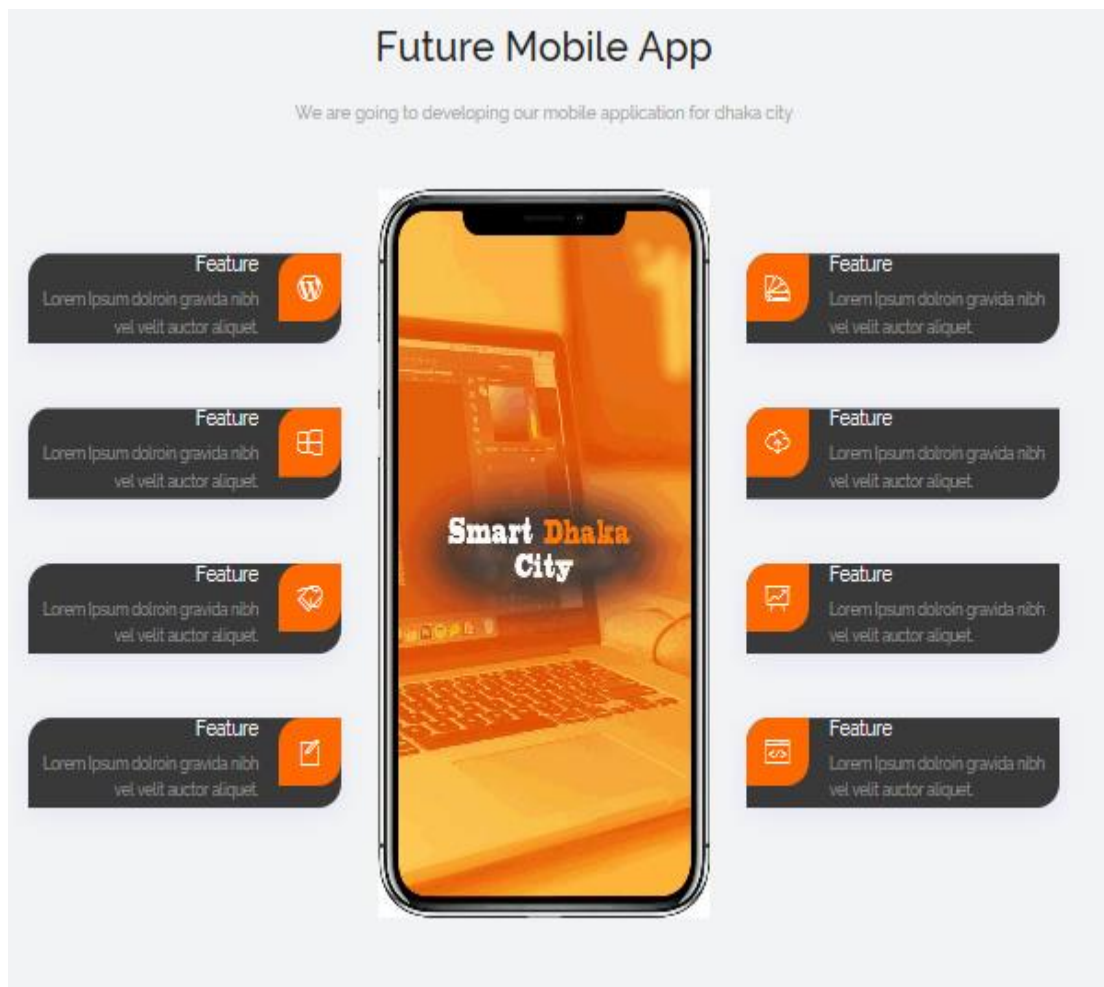 Future Mobile App
We are going to developing our mobile application for dhaka city
Feature
Lorem Ipsum dolroin gravida nibh
vel velit auctor aliquet.
Feature
Lorem Ipsum dolroin gravida nibh
vel velit auctor aliquet.
Feature
Lorem Ipsum dolroin gravida nibh
vel velit auctor aliquet.
Feature
Lorem Ipsum dolroin gravida nibh
vel velit auctor aliquet.
Smart Dhaka
City
Feature
Lorem Ipsum dolroin gravida nibh
vel velit auctor aliquet.
Feature
Lorem Ipsum dolroin gravida nibh
vel velit auctor aliquet.
Feature
Lorem Ipsum dolroin gravida nibh
vel velit auctor aliquet.
Feature
Lorem Ipsum dolroin gravida nibh
vel velit auctor aliquet.